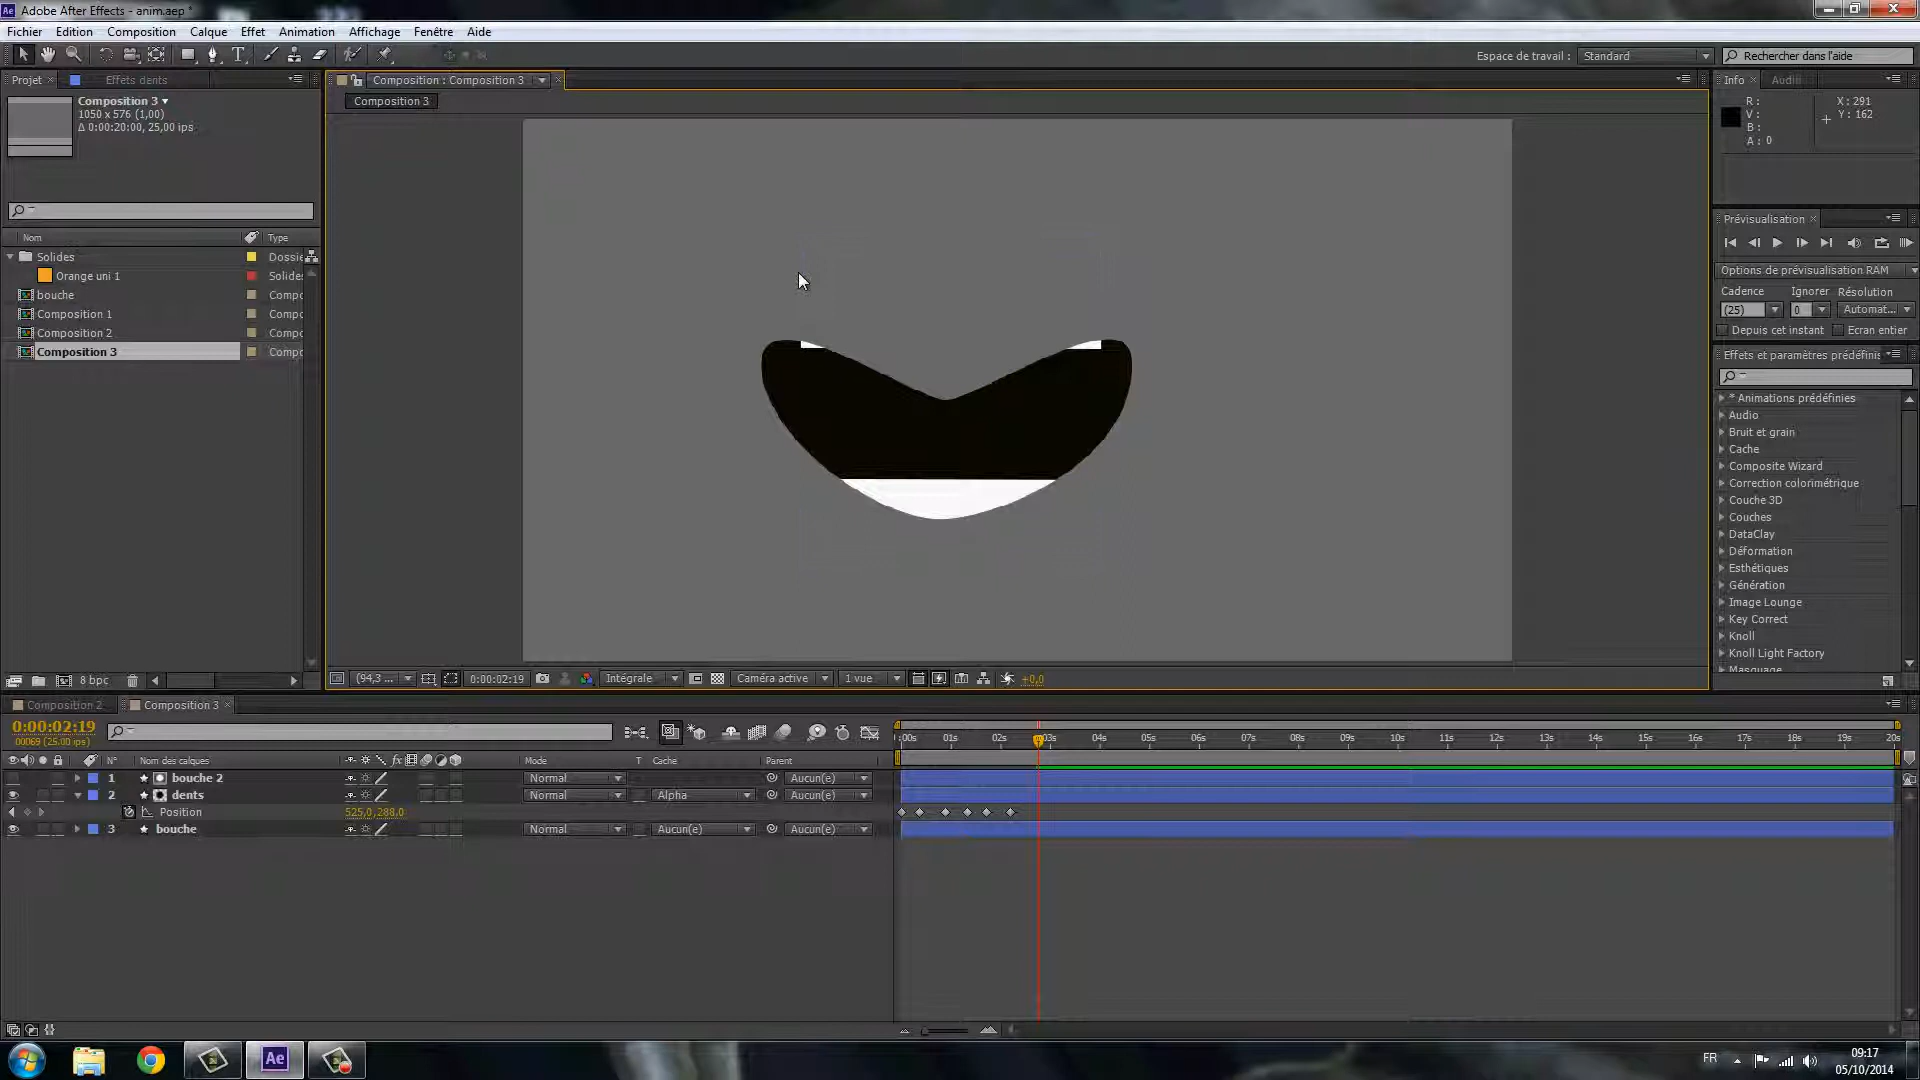 Adobe After Effects - anim.aep *
Fichier Edition Composition Calque Effet Animation Affichage Fenêtre Aide
Espace de travail : Standard Rechercher dans l'aide
Projet Effets dents
Composition : Composition 3
Info Audio
Composition 3
1050 x 576 (1,00)
Δ 0:00:20:00, 25,00 ips
Composition 3
R :
V :
B :
A : 0
X : 291
Y : 162
Nom Type
Solides Dossie
Orange uni 1 Solides
bouche Compo
Composition 1 Compo
Composition 2 Compo
Composition 3 Compo
8 bpc
Prévisualisation
Options de prévisualisation RAM
Cadence Ignorer Résolution
(25) 0 Automat...
Depuis cet instant Ecran entier
Effets et paramètres prédéfinis
* Animations prédéfinies
Audio
Bruit et grain
Cache
Composite Wizard
Correction colorimétrique
Couche 3D
Couches
DataClay
Déformation
Esthétiques
Génération
Image Lounge
Key Correct
Knoll
Knoll Light Factory
Masquage
(94,3 ... 0:00:02:19 Intégrale Caméra active 1 vue +0,0
Composition 2 Composition 3
0:00:02:19
00069 (25.00 ips)
:00s 01s 02s 03s 04s 05s 06s 07s 08s 09s 10s 11s 12s 13s 14s 15s 16s 17s 18s 19s 20s
N° Nom des calques fx Mode T Cache Parent
1 bouche 2 Normal Aucun(e)
2 dents Normal Alpha Aucun(e)
Position 525,0,288,0
3 bouche Normal Aucun(e) Aucun(e)
Ae
FR
09:17
05/10/2014